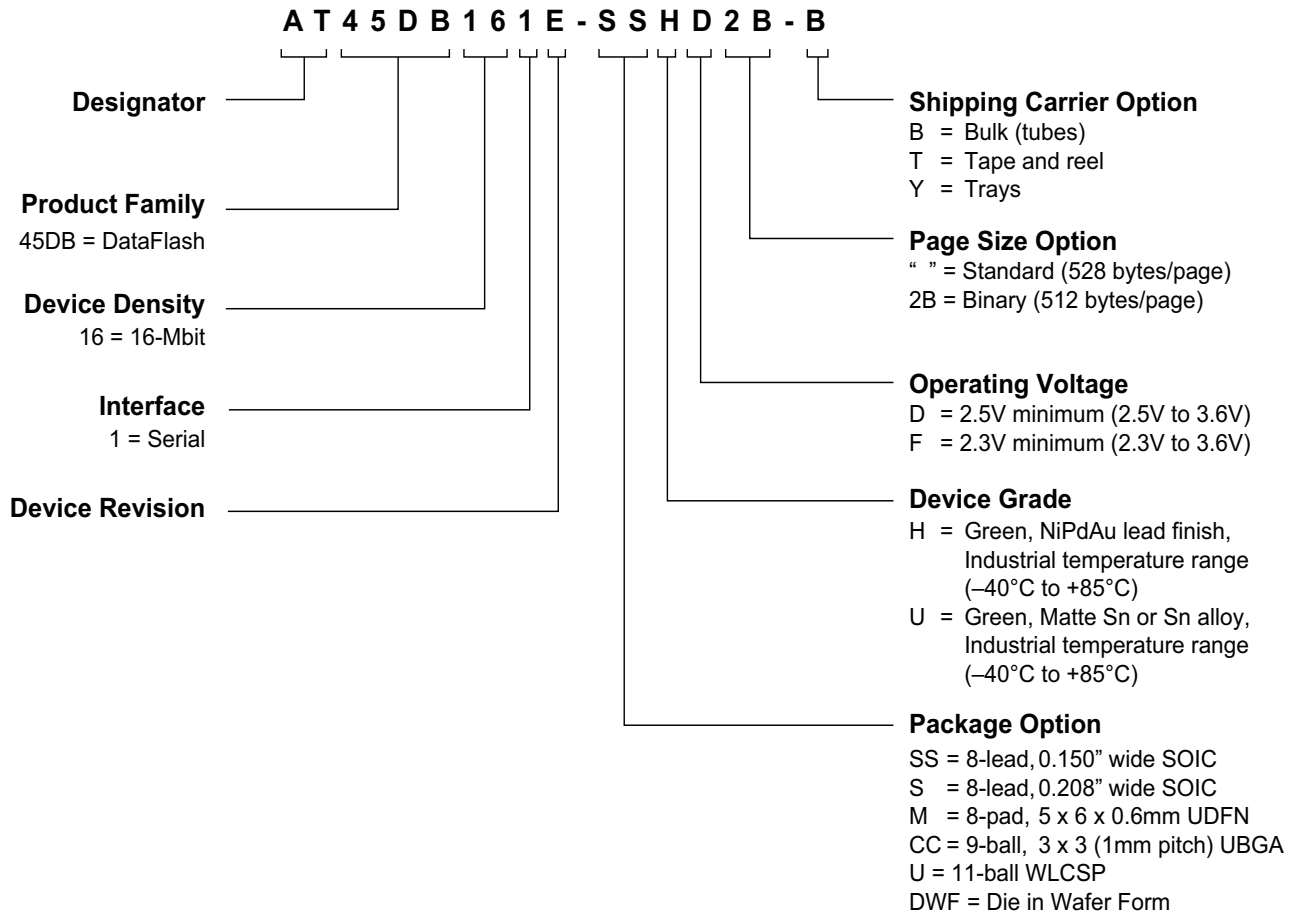 AT45DB161E-SSHD2B-B
Designator
Product Family
45DB = DataFlash
Device Density
16 = 16-Mbit
Interface
1 = Serial
Device Revision
Shipping Carrier Option
B = Bulk (tubes)
T = Tape and reel
Y = Trays
Page Size Option
“ ” = Standard (528 bytes/page)
2B = Binary (512 bytes/page)
Operating Voltage
D = 2.5V minimum (2.5V to 3.6V)
F = 2.3V minimum (2.3V to 3.6V)
Device Grade
H = Green, NiPdAu lead finish,
Industrial temperature range
(–40°C to +85°C)
U = Green, Matte Sn or Sn alloy,
Industrial temperature range
(–40°C to +85°C)
Package Option
SS = 8-lead, 0.150” wide SOIC
S = 8-lead, 0.208” wide SOIC
M = 8-pad, 5 x 6 x 0.6mm UDFN
CC = 9-ball, 3 x 3 (1mm pitch) UBGA
U = 11-ball WLCSP
DWF = Die in Wafer Form